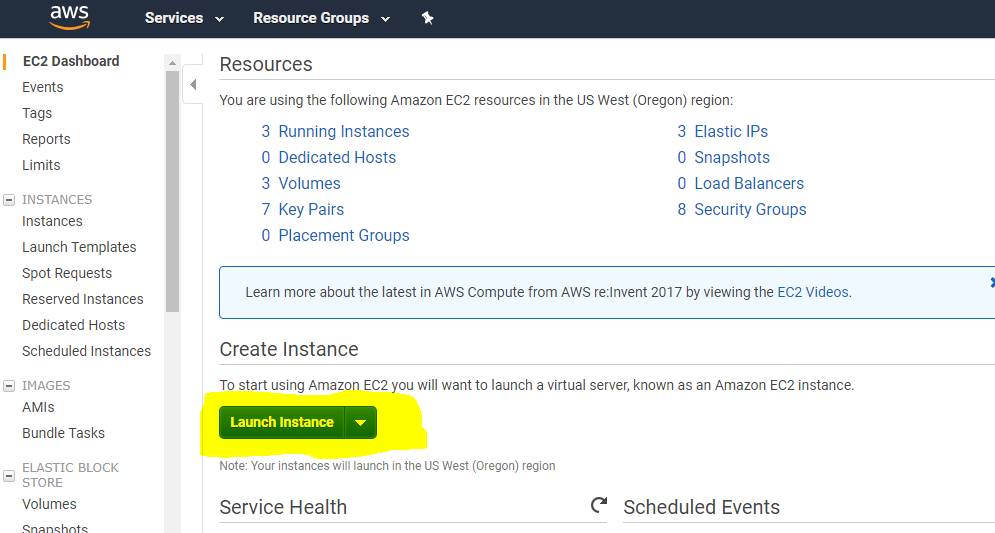 aws
Services
Resource Groups
EC2 Dashboard
Events
Tags
Reports
Limits
INSTANCES
Instances
Launch Templates
Spot Requests
Reserved Instances
Dedicated Hosts
Scheduled Instances
IMAGES
AMIs
Bundle Tasks
ELASTIC BLOCK
STORE
Volumes
Snapshots
Resources
You are using the following Amazon EC2 resources in the US West (Oregon) region:
3 Running Instances
0 Dedicated Hosts
3 Volumes
7 Key Pairs
0 Placement Groups
3 Elastic IPs
0 Snapshots
0 Load Balancers
8 Security Groups
Learn more about the latest in AWS Compute from AWS re:Invent 2017 by viewing the EC2 Videos.
Create Instance
To start using Amazon EC2 you will want to launch a virtual server, known as an Amazon EC2 instance.
Launch Instance
Note: Your instances will launch in the US West (Oregon) region
Service Health
Scheduled Events